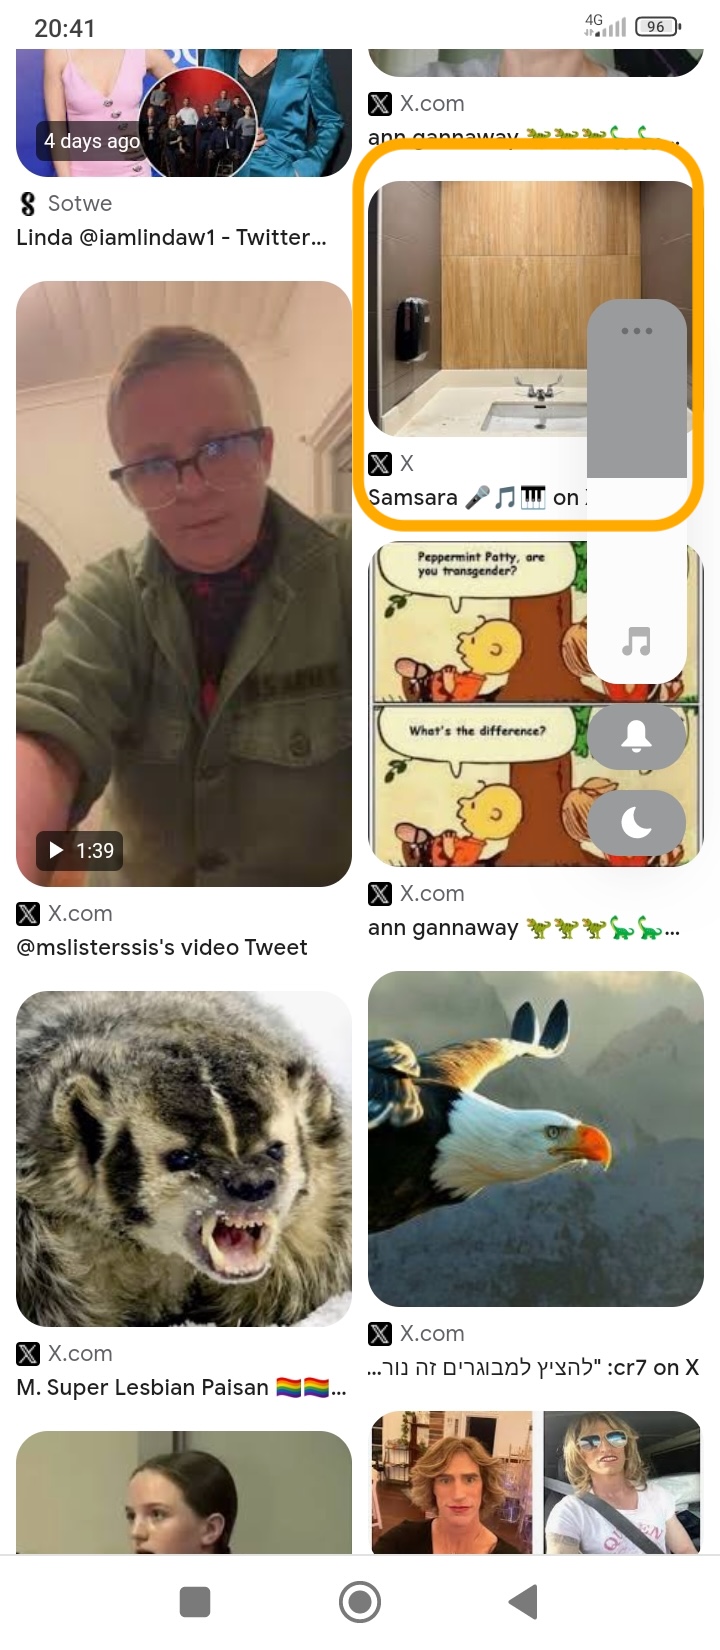 20:41
4G
96
4 days ago
Sotwe
Linda @iamlindaw1 - Twitter...
X.com
ann gannaway 🦖🦖🦖🦕🦕...
X
Samsara 🎤🎵🎹 on
Peppermint Patty, are
you transgender?
What's the difference?
1:39
X.com
@mslisterssis's video Tweet
X.com
ann gannaway 🦖🦖🦖🦕🦕...
X.com
M. Super Lesbian Paisan 🏳️‍🌈🏳️‍🌈...
X.com
cr7 on X: "להציץ למבוגרים זה נור...
QUEEN